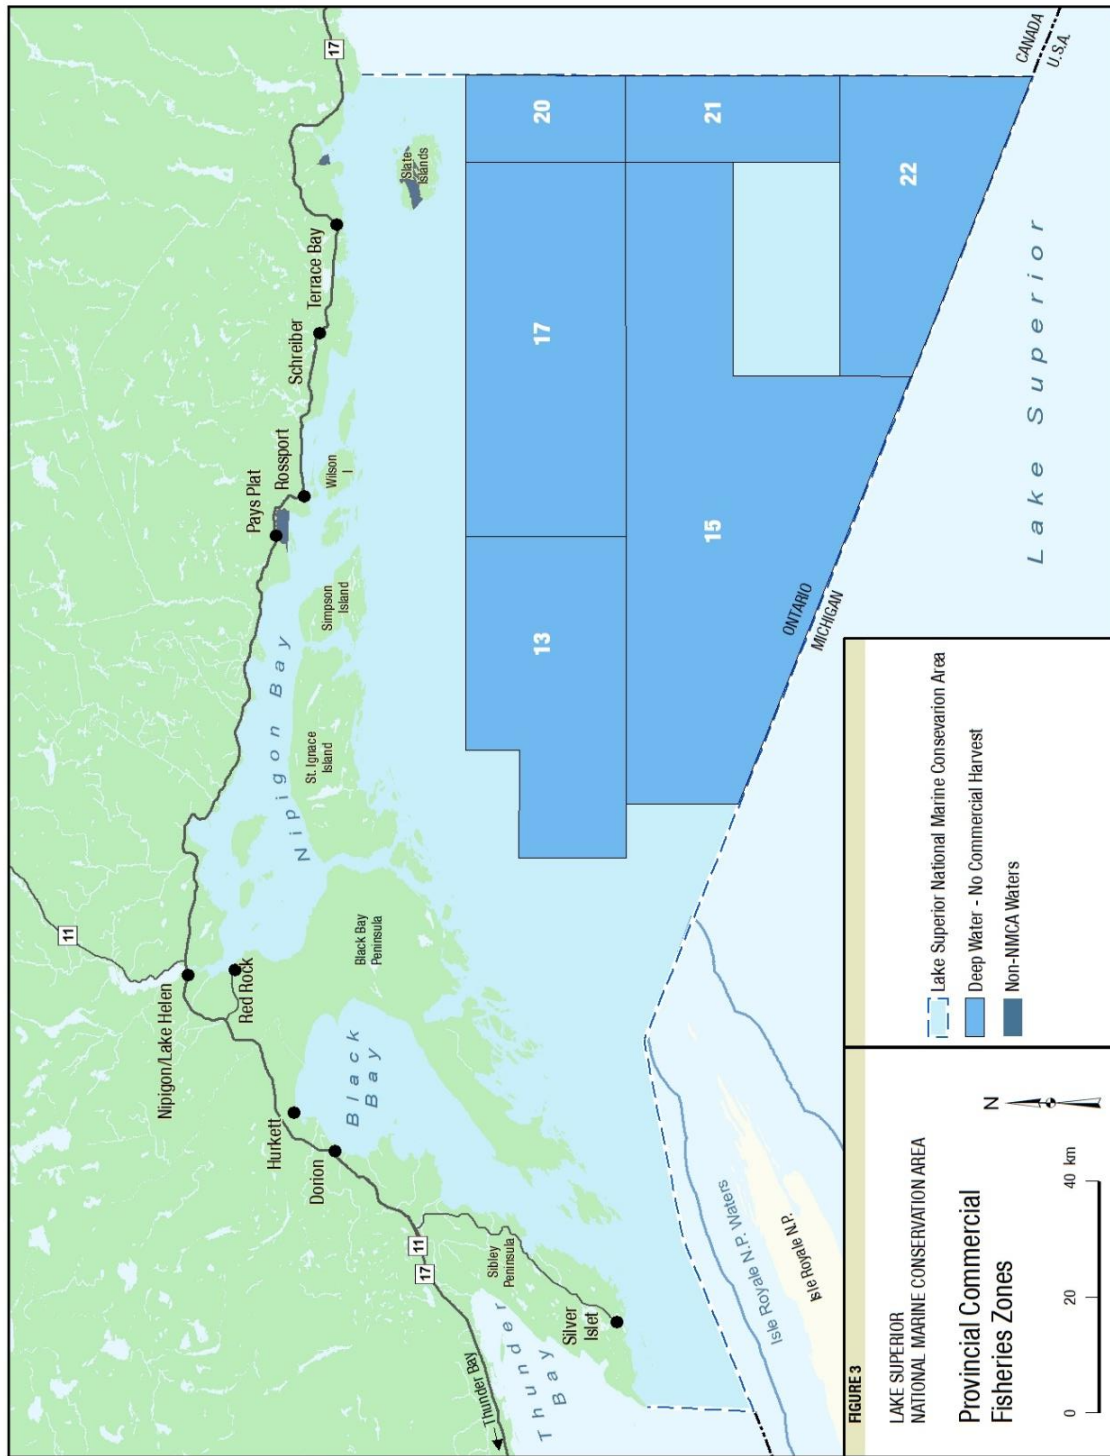 17
11
CANADA
U.S.A.
Slate
Islands
Terrace Bay
Schreiber
Rossport
Pays Plat
Wilson
I
Simpson
Island
St. Ignace
Island
Nipigon Bay
Nipigon/Lake Helen
Red Rock
Black Bay
Peninsula
Hurkett
Dorion
Black
Bay
11
17
Sibley
Peninsula
Silver
Islet
Thunder Bay
Thunder
Bay
20
21
22
17
15
13
ONTARIO
MICHIGAN
Lake Superior
Isle Royale N.P. Waters
Isle Royale N.P.
FIGURE 3
LAKE SUPERIOR
NATIONAL MARINE CONSERVATION AREA
Provincial Commercial
Fisheries Zones
N
0 20 40 km
Lake Superior National Marine Consevarion Area
Deep Water - No Commercial Harvest
Non-NMCA Waters